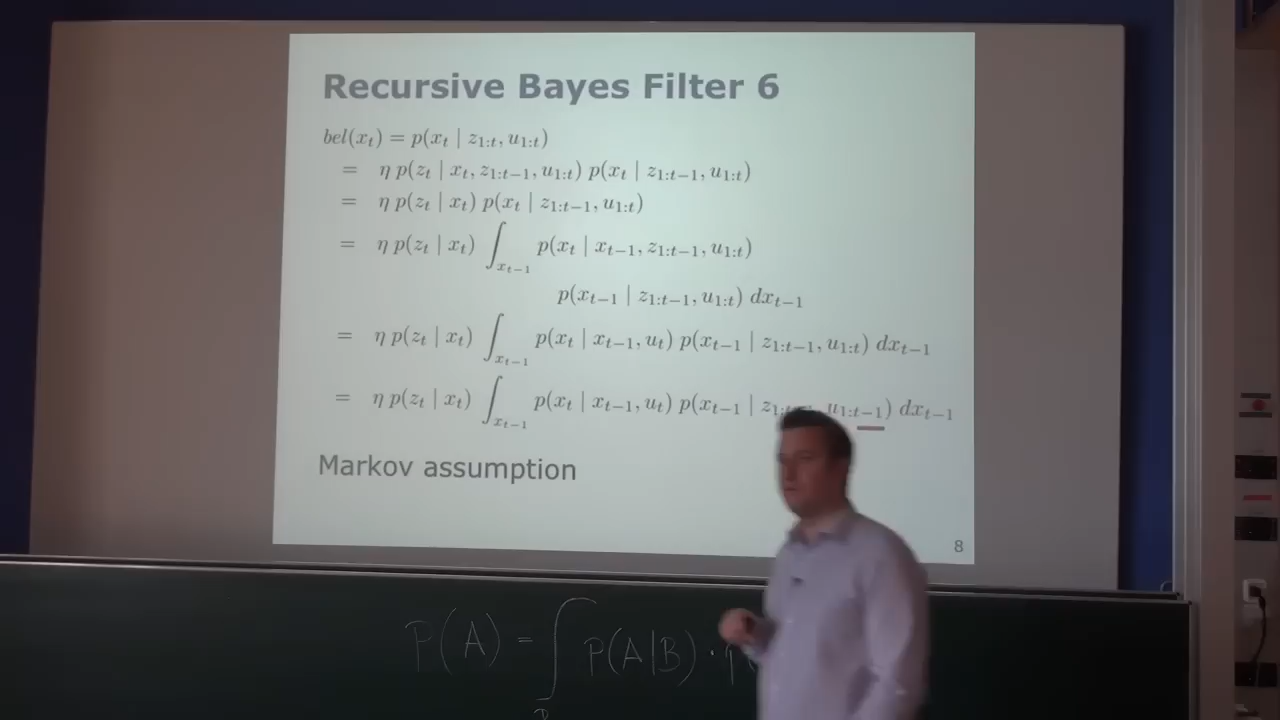 Recursive Bayes Filter 6
bel(x_t) = p(x_t | z_{1:t}, u_{1:t})
= η p(z_t | x_t, z_{1:t−1}, u_{1:t}) p(x_t | z_{1:t−1}, u_{1:t})
= η p(z_t | x_t) p(x_t | z_{1:t−1}, u_{1:t})
= η p(z_t | x_t) ∫_{x_{t−1}} p(x_t | x_{t−1}, z_{1:t−1}, u_{1:t})
p(x_{t−1} | z_{1:t−1}, u_{1:t}) dx_{t−1}
= η p(z_t | x_t) ∫_{x_{t−1}} p(x_t | x_{t−1}, u_t) p(x_{t−1} | z_{1:t−1}, u_{1:t}) dx_{t−1}
= η p(z_t | x_t) ∫_{x_{t−1}} p(x_t | x_{t−1}, u_t) p(x_{t−1} | z_{1:t}, u_{1:t−1}) dx_{t−1}
Markov assumption
8
P(A) = ∫ P(A|B) ·